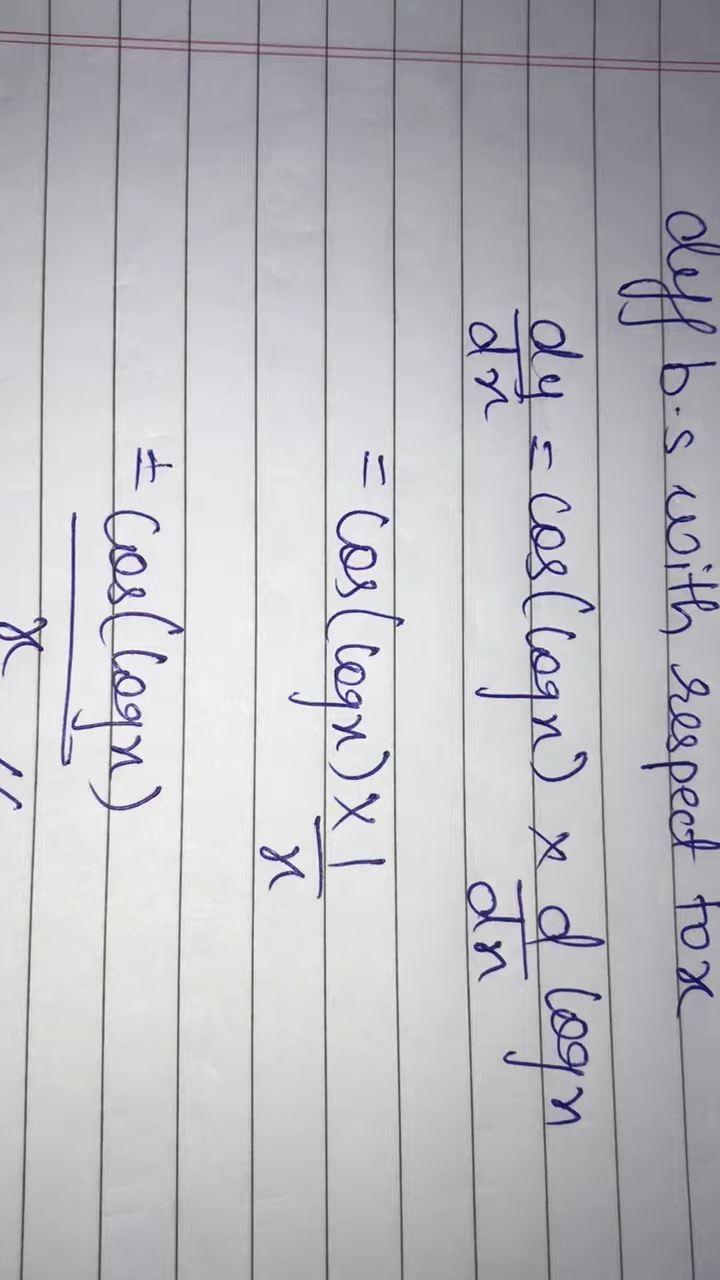 diff b.s with respect to x
dy/dx = cos(log x) × d/dx log x
= cos(log x) × 1/x
= cos(log x)/x //